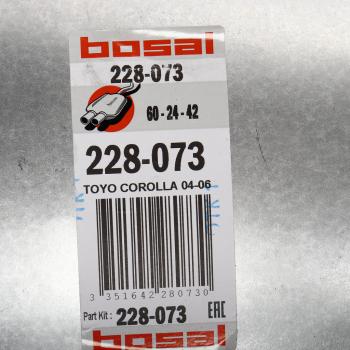 bosal
228-073
60-24-42
228-073
TOYO COROLLA 04-06
3 351642 280730
Part Kit : 228-073 EAC
bosal